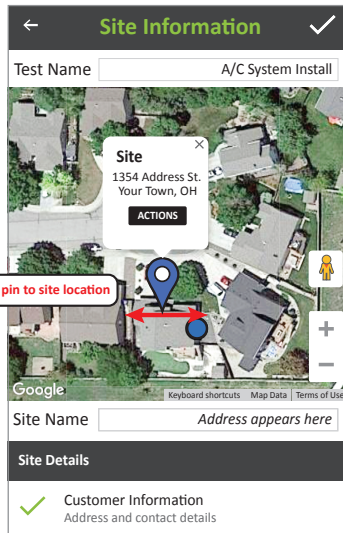 Site Information
Test Name
A/C System Install
Site
1354 Address St.
Your Town, OH
ACTIONS
pin to site location
Google
Keyboard shortcuts Map Data Terms of Use
Site Name
Address appears here
Site Details
Customer Information
Address and contact details